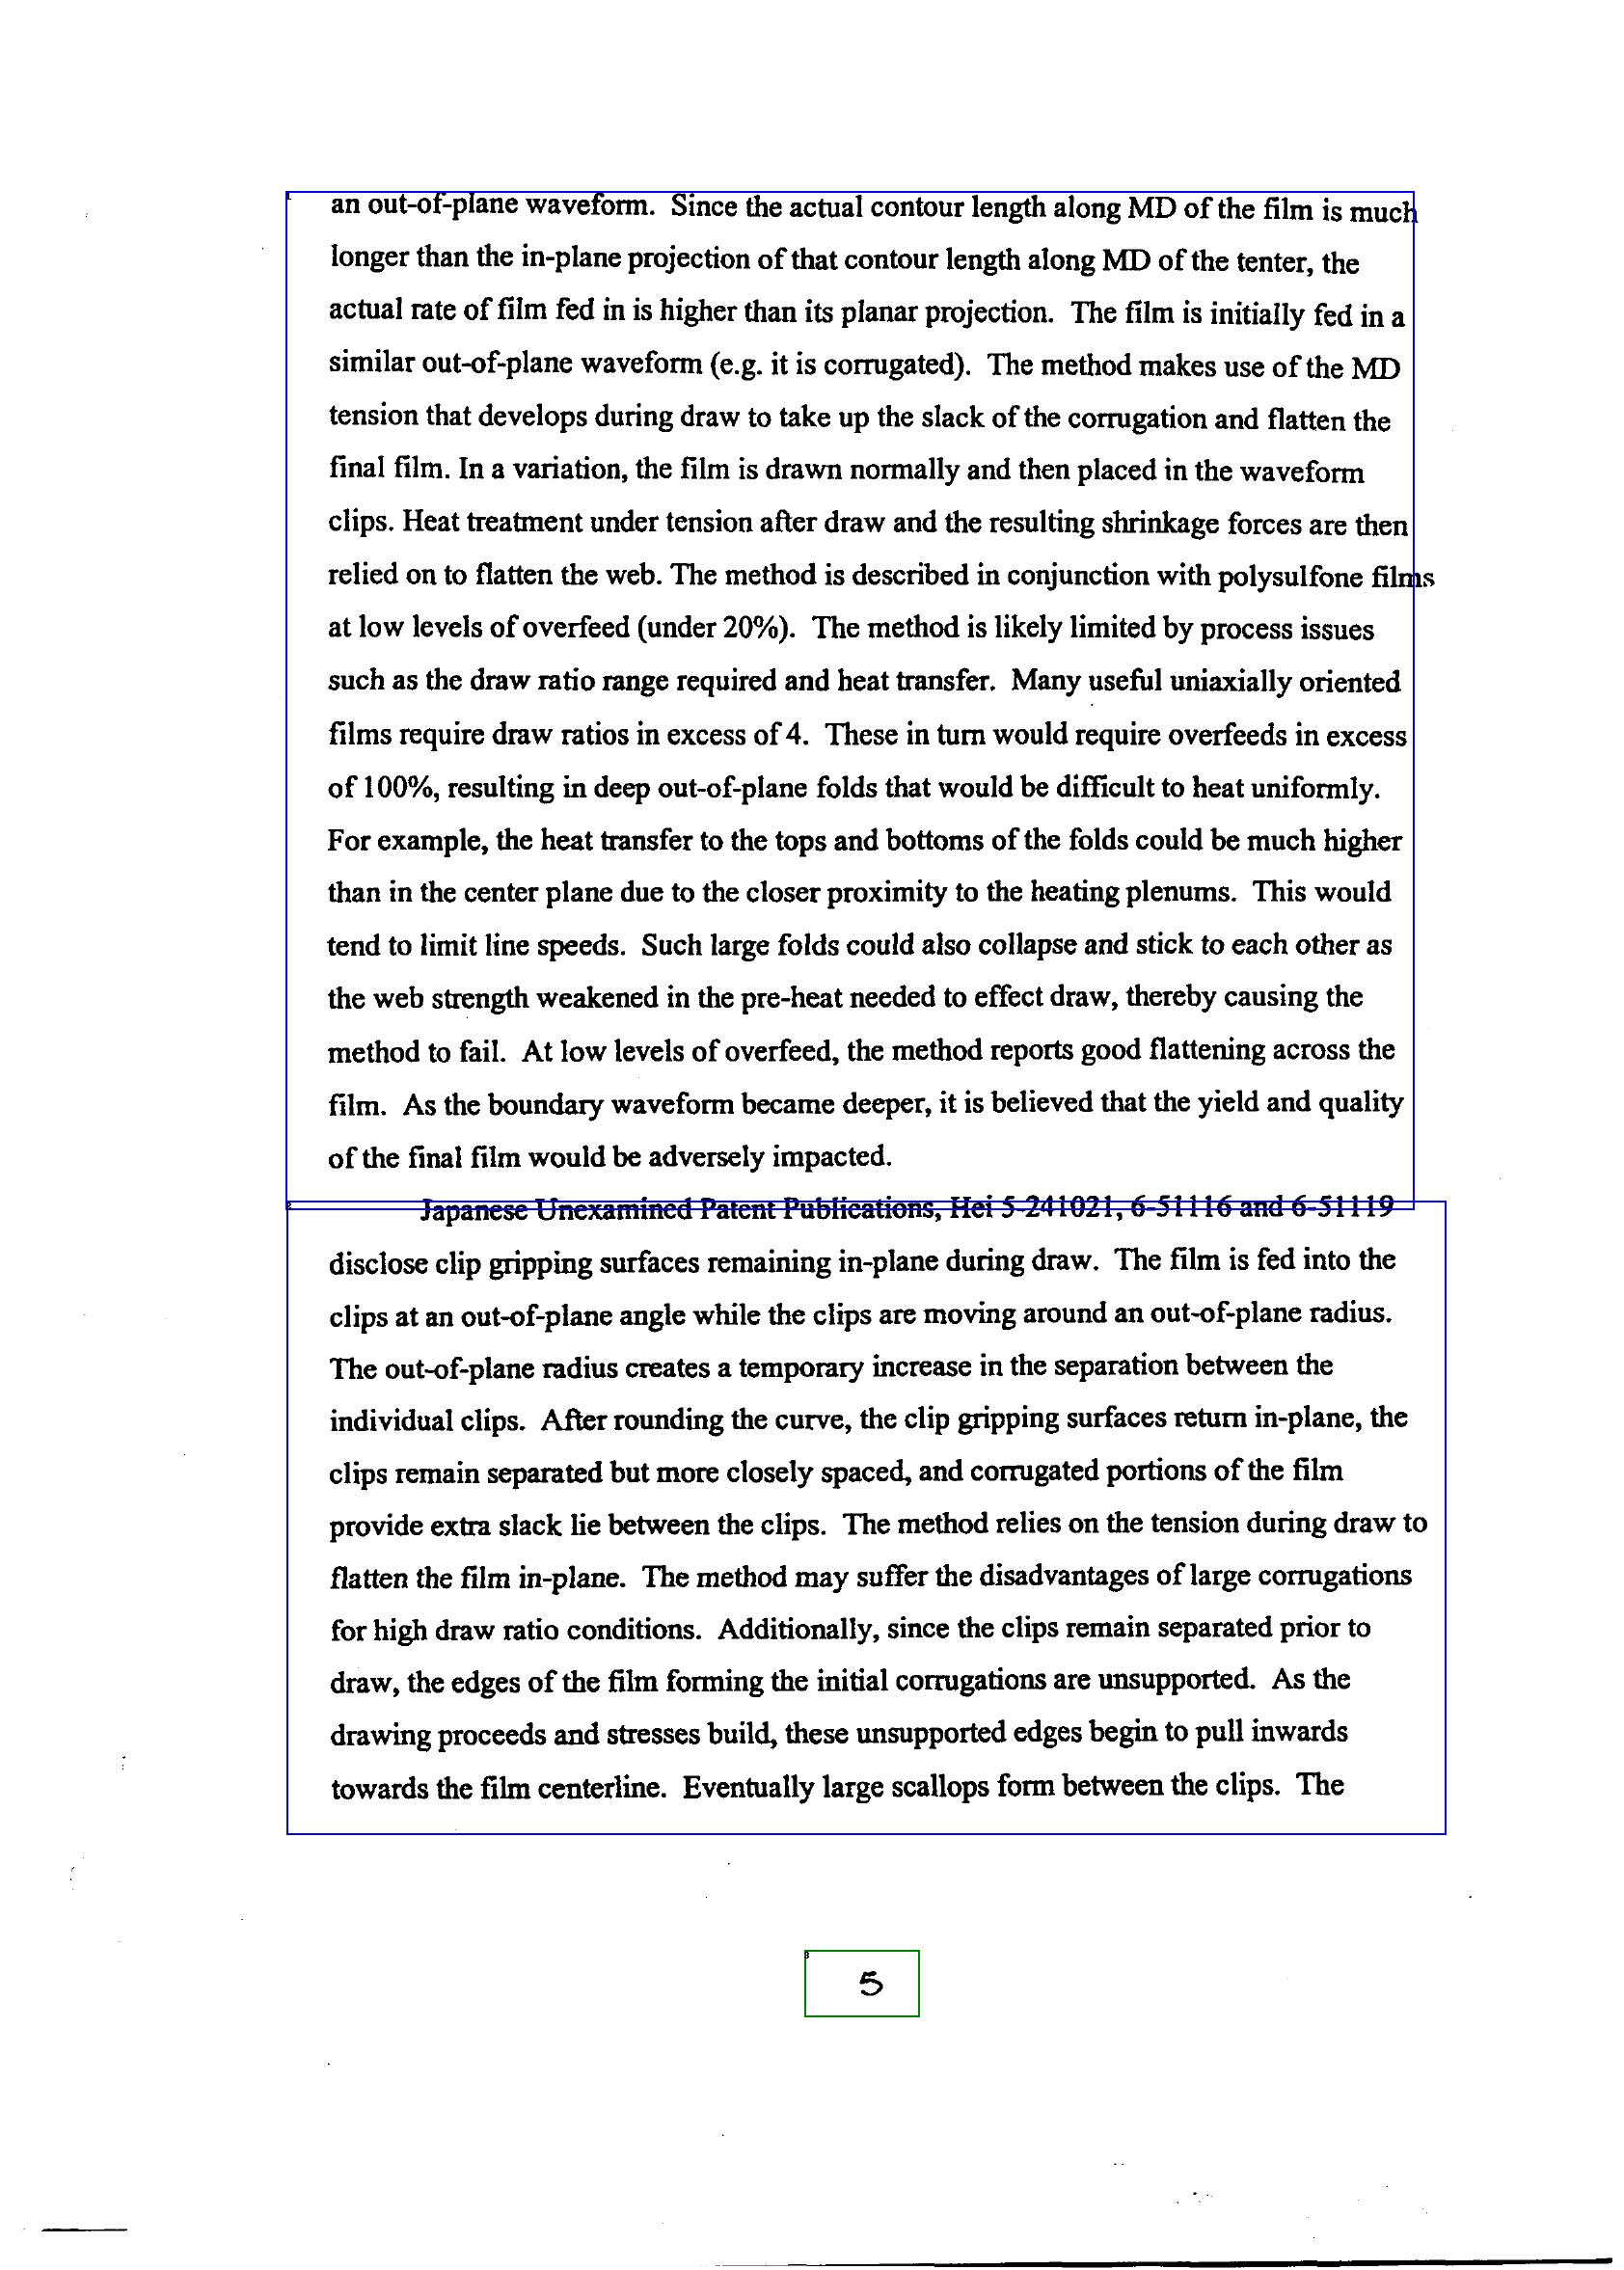 an out-of-plane waveform. Since the actual contour length along MD of the film is much
longer than the in-plane projection of that contour length along MD of the tenter, the
actual rate of film fed in is higher than its planar projection. The film is initially fed in a
similar out-of-plane waveform (e.g. it is corrugated). The method makes use of the MD
tension that develops during draw to take up the slack of the corrugation and flatten the
final film. In a variation, the film is drawn normally and then placed in the waveform
clips. Heat treatment under tension after draw and the resulting shrinkage forces are then
relied on to flatten the web. The method is described in conjunction with polysulfone films
at low levels of overfeed (under 20%). The method is likely limited by process issues
such as the draw ratio range required and heat transfer. Many useful uniaxially oriented
films require draw ratios in excess of 4. These in turn would require overfeeds in excess
of 100%, resulting in deep out-of-plane folds that would be difficult to heat uniformly.
For example, the heat transfer to the tops and bottoms of the folds could be much higher
than in the center plane due to the closer proximity to the heating plenums. This would
tend to limit line speeds. Such large folds could also collapse and stick to each other as
the web strength weakened in the pre-heat needed to effect draw, thereby causing the
method to fail. At low levels of overfeed, the method reports good flattening across the
film. As the boundary waveform became deeper, it is believed that the yield and quality
of the final film would be adversely impacted.
Japanese Unexamined Patent Publications, Hei 5-241021, 6-51116 and 6-51119
disclose clip gripping surfaces remaining in-plane during draw. The film is fed into the
clips at an out-of-plane angle while the clips are moving around an out-of-plane radius.
The out-of-plane radius creates a temporary increase in the separation between the
individual clips. After rounding the curve, the clip gripping surfaces return in-plane, the
clips remain separated but more closely spaced, and corrugated portions of the film
provide extra slack lie between the clips. The method relies on the tension during draw to
flatten the film in-plane. The method may suffer the disadvantages of large corrugations
for high draw ratio conditions. Additionally, since the clips remain separated prior to
draw, the edges of the film forming the initial corrugations are unsupported. As the
drawing proceeds and stresses build, these unsupported edges begin to pull inwards
towards the film centerline. Eventually large scallops form between the clips. The
5